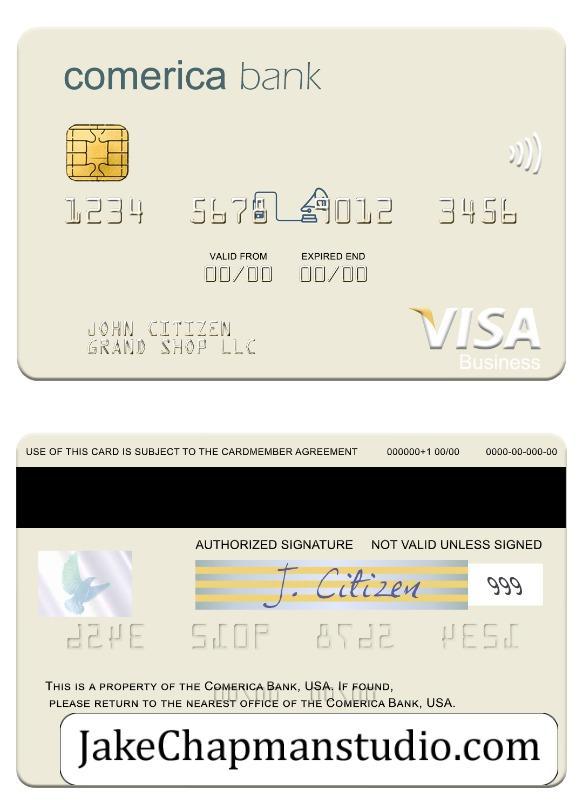 comerica bank
1234 5678 9012 3456
VALID FROM EXPIRED END
00/00 00/00
JOHN CITIZEN
GRAND SHOP LLC
VISA
Business
USE OF THIS CARD IS SUBJECT TO THE CARDMEMBER AGREEMENT 000000+1 00/00 0000-00-000-00
AUTHORIZED SIGNATURE NOT VALID UNLESS SIGNED
J. Citizen 999
THIS IS A PROPERTY OF THE COMERICA BANK, USA. IF FOUND,
PLEASE RETURN TO THE NEAREST OFFICE OF THE COMERICA BANK, USA.
JakeChapmanstudio.com